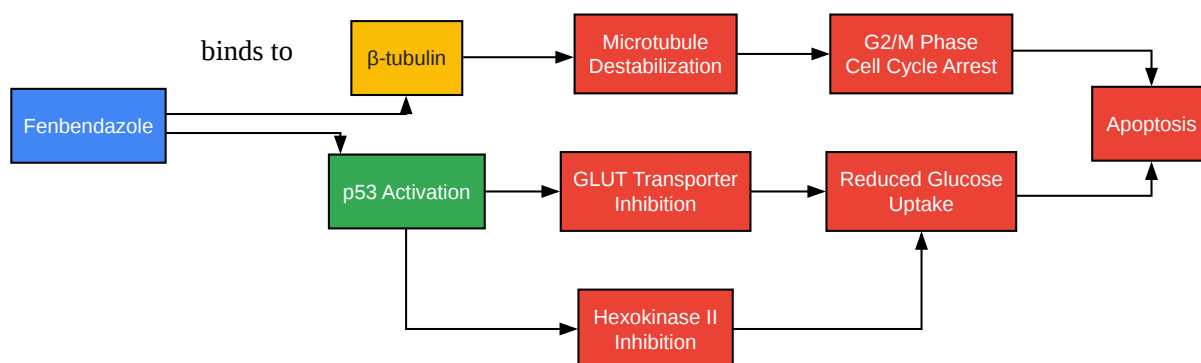 binds to
β-tubulin
Microtubule
Destabilization
G2/M Phase
Cell Cycle Arrest
Fenbendazole
Apoptosis
p53 Activation
GLUT Transporter
Inhibition
Reduced Glucose
Uptake
Hexokinase II
Inhibition